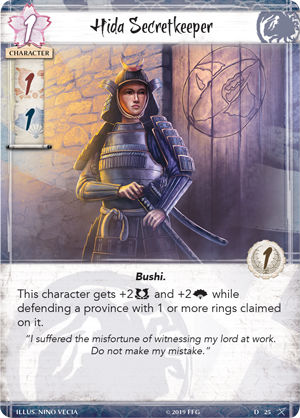 Hida Secretkeeper
1
CHARACTER
1
1
1
Bushi.
This character gets +2 and +2 while
defending a province with 1 or more rings claimed
on it.
“I suffered the misfortune of witnessing my lord at work.
Do not make my mistake.”
ILLUS. NINO VECIA
© 2019 FFG
D 25